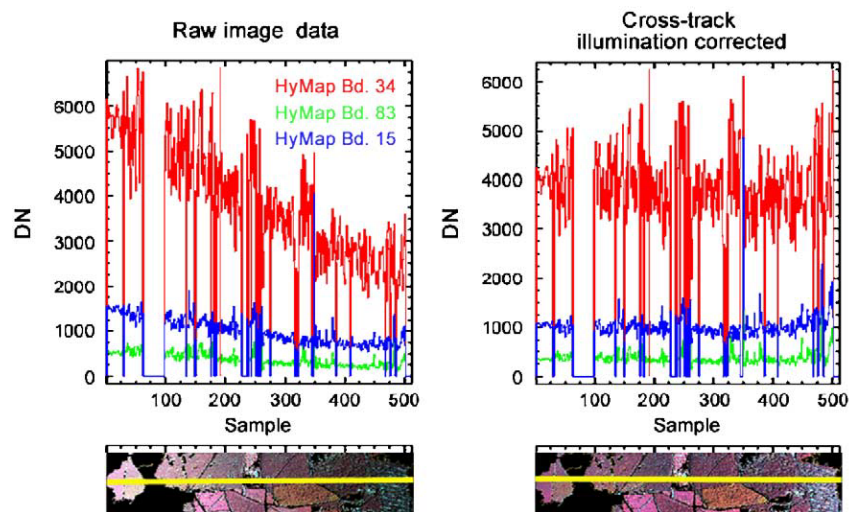 Raw image data
HyMap Bd. 34
HyMap Bd. 83
HyMap Bd. 15
DN
6000
5000
4000
3000
2000
1000
0
100
200
300
400
500
Sample
Cross-track
illumination corrected
DN
6000
5000
4000
3000
2000
1000
0
100
200
300
400
500
Sample